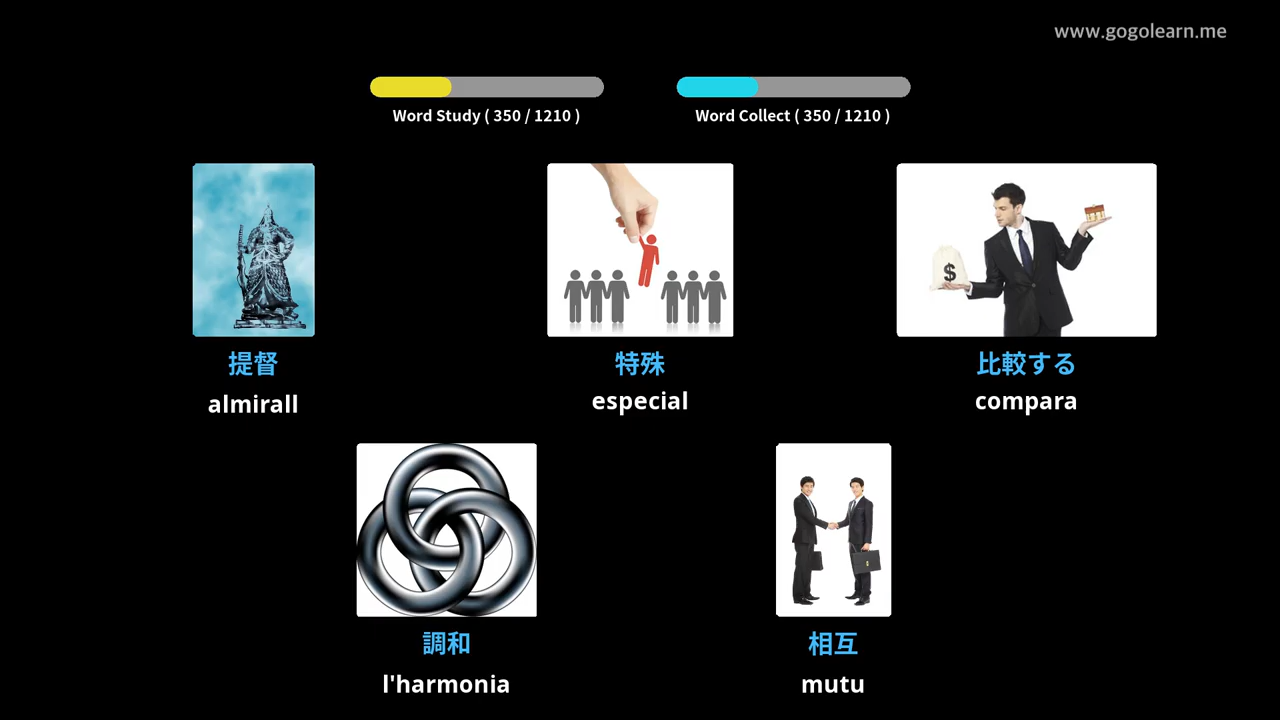 www.gogolearn.me
Word Study ( 350 / 1210 )
Word Collect ( 350 / 1210 )
$
提督
almirall
特殊
especial
比較する
compara
調和
l'harmonia
相互
mutu